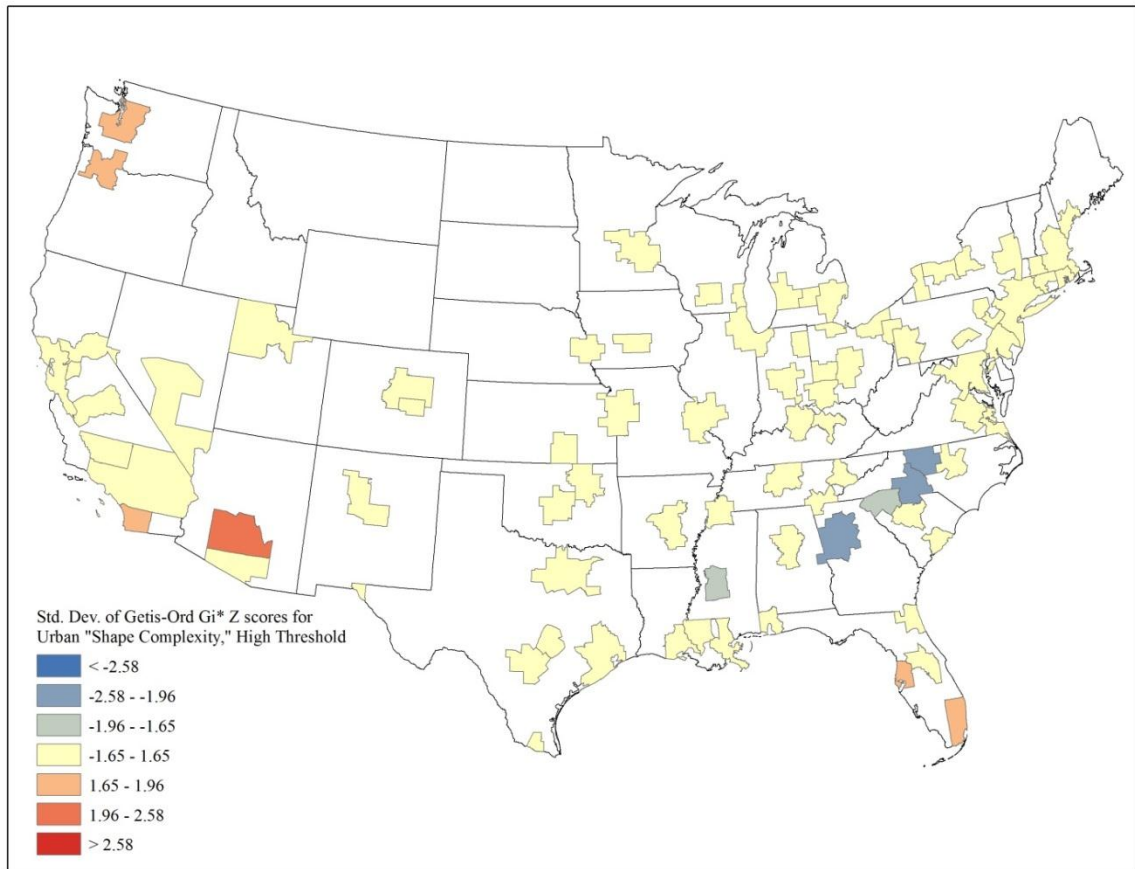 Std. Dev. of Getis-Ord Gi* Z scores for
Urban "Shape Complexity," High Threshold
< -2.58
-2.58 - -1.96
-1.96 - -1.65
-1.65 - 1.65
1.65 - 1.96
1.96 - 2.58
> 2.58